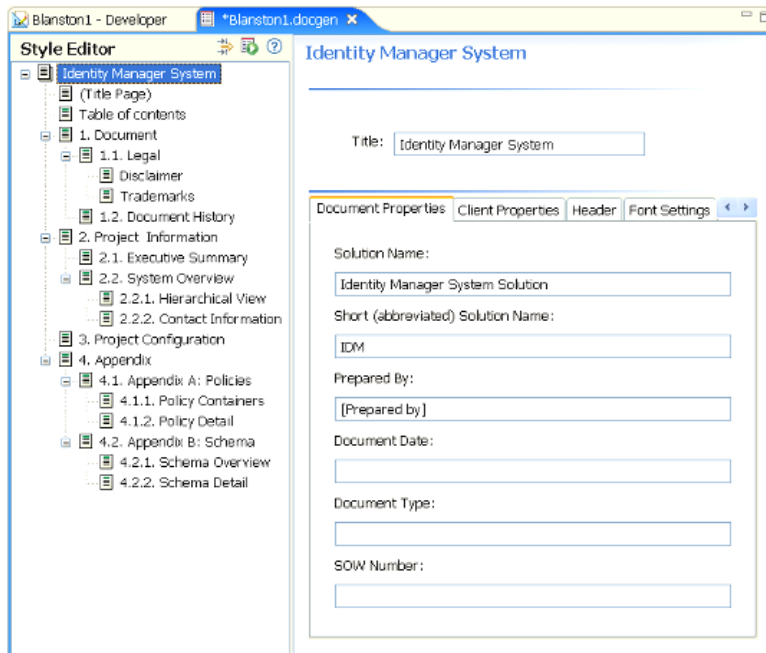 Blanston1 - Developer
*Blanston1.docgen
Style Editor
Identity Manager System
(Title Page)
Table of contents
1. Document
1.1. Legal
Disclaimer
Trademarks
1.2. Document History
2. Project Information
2.1. Executive Summary
2.2. System Overview
2.2.1. Hierarchical View
2.2.2. Contact Information
3. Project Configuration
4. Appendix
4.1. Appendix A: Policies
4.1.1. Policy Containers
4.1.2. Policy Detail
4.2. Appendix B: Schema
4.2.1. Schema Overview
4.2.2. Schema Detail
Identity Manager System
Title: Identity Manager System
Document Properties Client Properties Header Font Settings
Solution Name:
Identity Manager System Solution
Short (abbreviated) Solution Name:
IDM
Prepared By:
[Prepared by]
Document Date:
Document Type:
SOW Number: